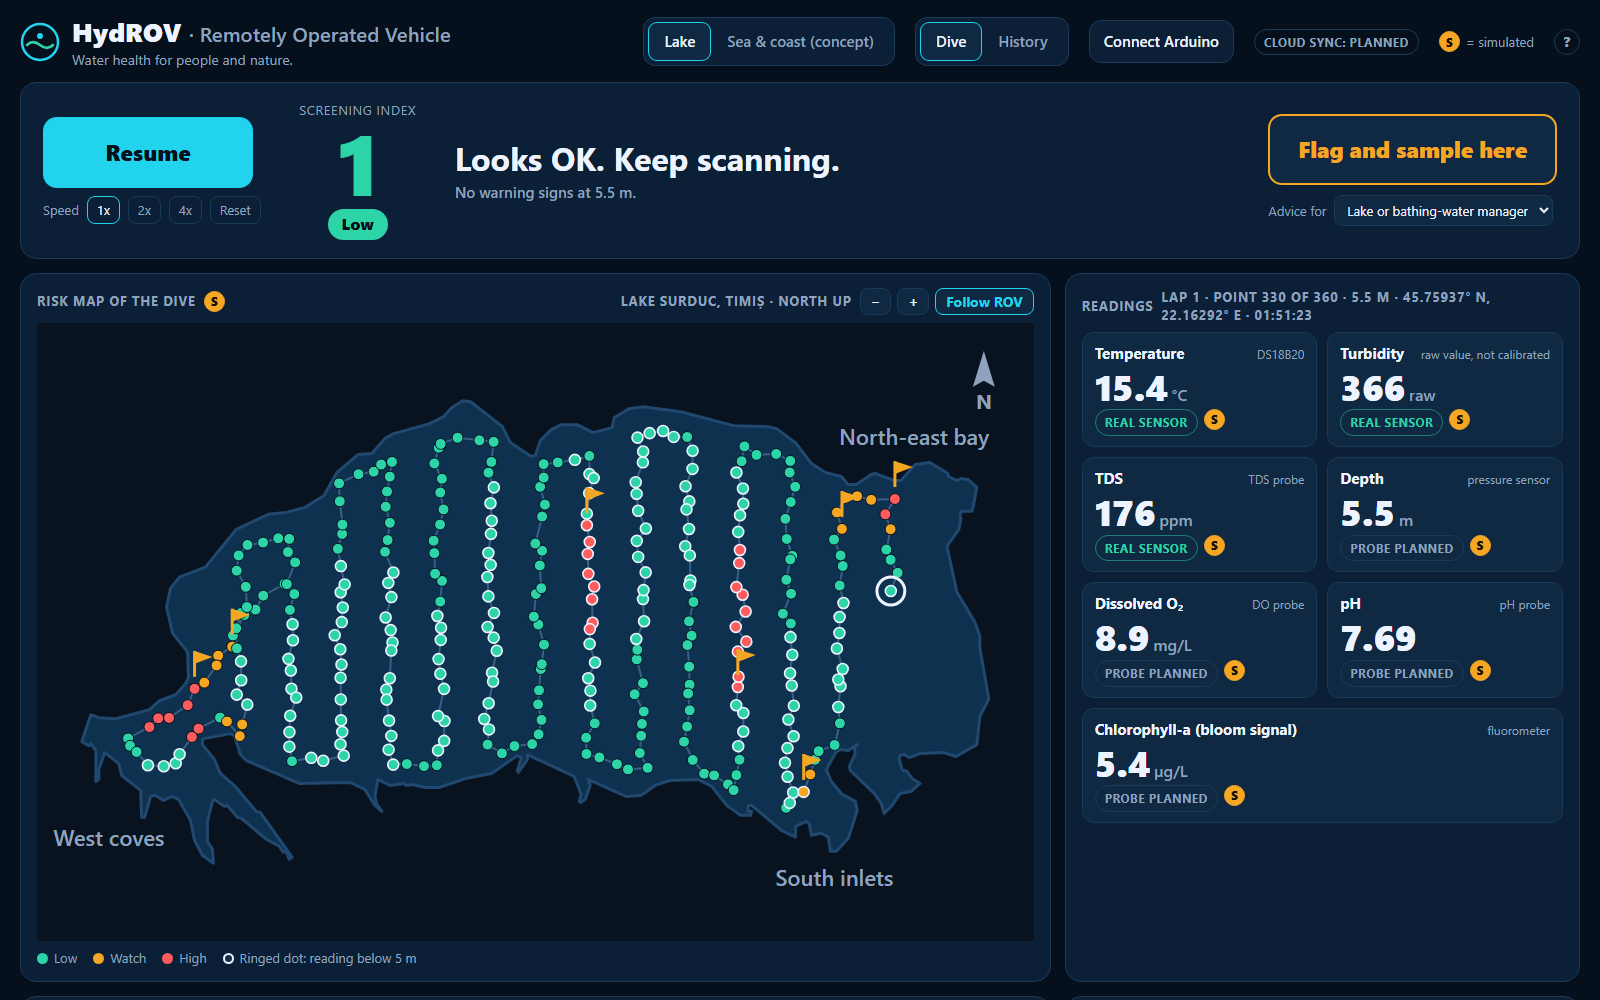 HydROV · Remotely Operated Vehicle
Water health for people and nature.
Lake
Sea & coast (concept)
Dive
History
Connect Arduino
CLOUD SYNC: PLANNED
S = simulated
?
Resume
Speed
1x
2x
4x
Reset
SCREENING INDEX
1
Low
Looks OK. Keep scanning.
No warning signs at 5.5 m.
Flag and sample here
Advice for
Lake or bathing-water manager
RISK MAP OF THE DIVE S
LAKE SURDUC, TIMIȘ · NORTH UP
−
+
Follow ROV
N
North-east bay
West coves
South inlets
Low
Watch
High
Ringed dot: reading below 5 m
READINGS
LAP 1 · POINT 330 OF 360 · 5.5 M · 45.75937° N,
22.16292° E · 01:51:23
Temperature
DS18B20
15.4 °C
REAL SENSOR S
Turbidity
raw value, not calibrated
366 raw
REAL SENSOR S
TDS
TDS probe
176 ppm
REAL SENSOR S
Depth
pressure sensor
5.5 m
PROBE PLANNED S
Dissolved O₂
DO probe
8.9 mg/L
PROBE PLANNED S
pH
pH probe
7.69
PROBE PLANNED S
Chlorophyll-a (bloom signal)
fluorometer
5.4 µg/L
PROBE PLANNED S